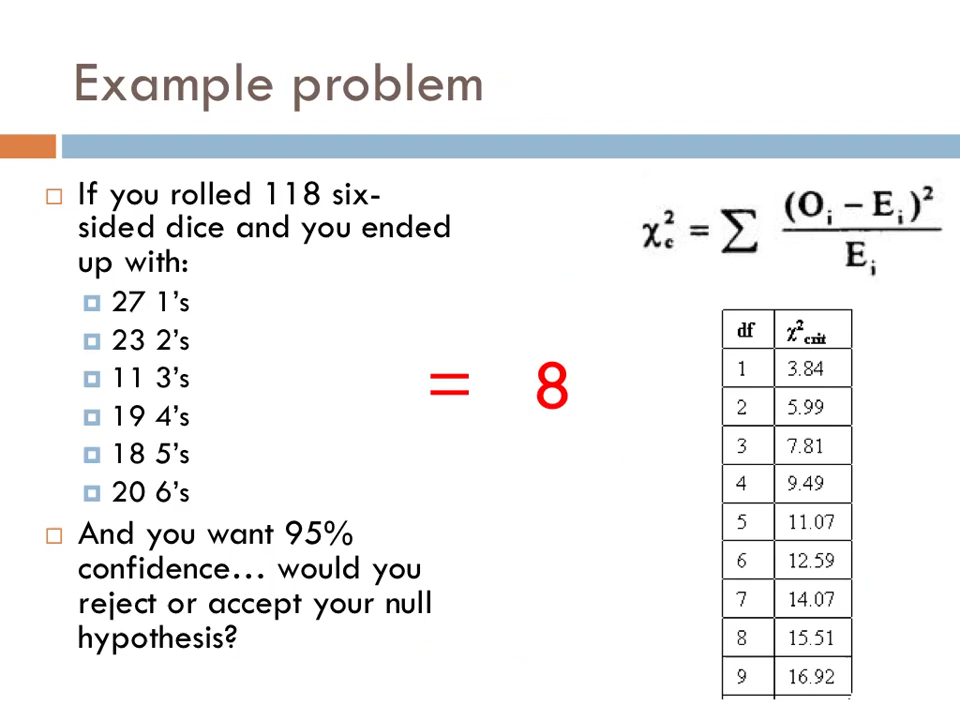 Example problem
If you rolled 118 six-
sided dice and you ended
up with:
27 1’s
23 2’s
11 3’s
19 4’s
18 5’s
20 6’s
And you want 95%
confidence… would you
reject or accept your null
hypothesis?
= 8
χ²c = ∑ (Oi – Ei)² / Ei
df χ²crit
1 3.84
2 5.99
3 7.81
4 9.49
5 11.07
6 12.59
7 14.07
8 15.51
9 16.92